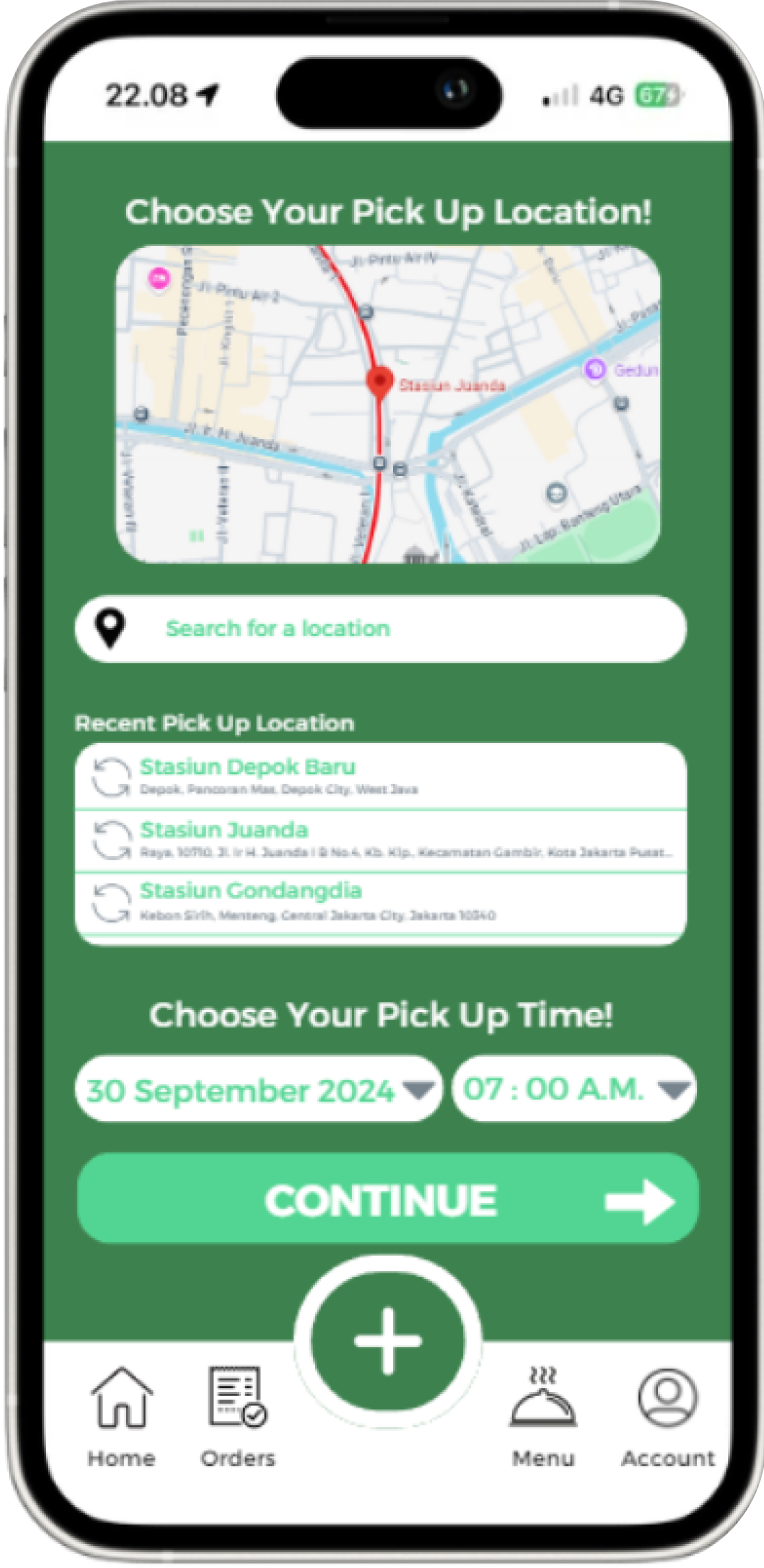 22.08
4G 67
Choose Your Pick Up Location!
Jl. Pintu Air IV
Jl. Pintu Air 2
Stasiun Juanda
Gedun
Jl. Ir. H. Juanda
Jl. Veteran III
Jl. Veteran II
Jl. Veteran I
Jl. Katedral
Jl. Lap. Banteng Utara
Search for a location
Recent Pick Up Location
Stasiun Depok Baru
Depok, Pancoran Mas, Depok City, West Java
Stasiun Juanda
Raya, 10710, Jl. Ir H. Juanda I B No.4, Kb. Klp., Kecamatan Gambir, Kota Jakarta Pusat...
Stasiun Gondangdia
Kebon Sirih, Menteng, Central Jakarta City, Jakarta 10340
Choose Your Pick Up Time!
30 September 2024 07 : 00 A.M.
CONTINUE
Home Orders Menu Account